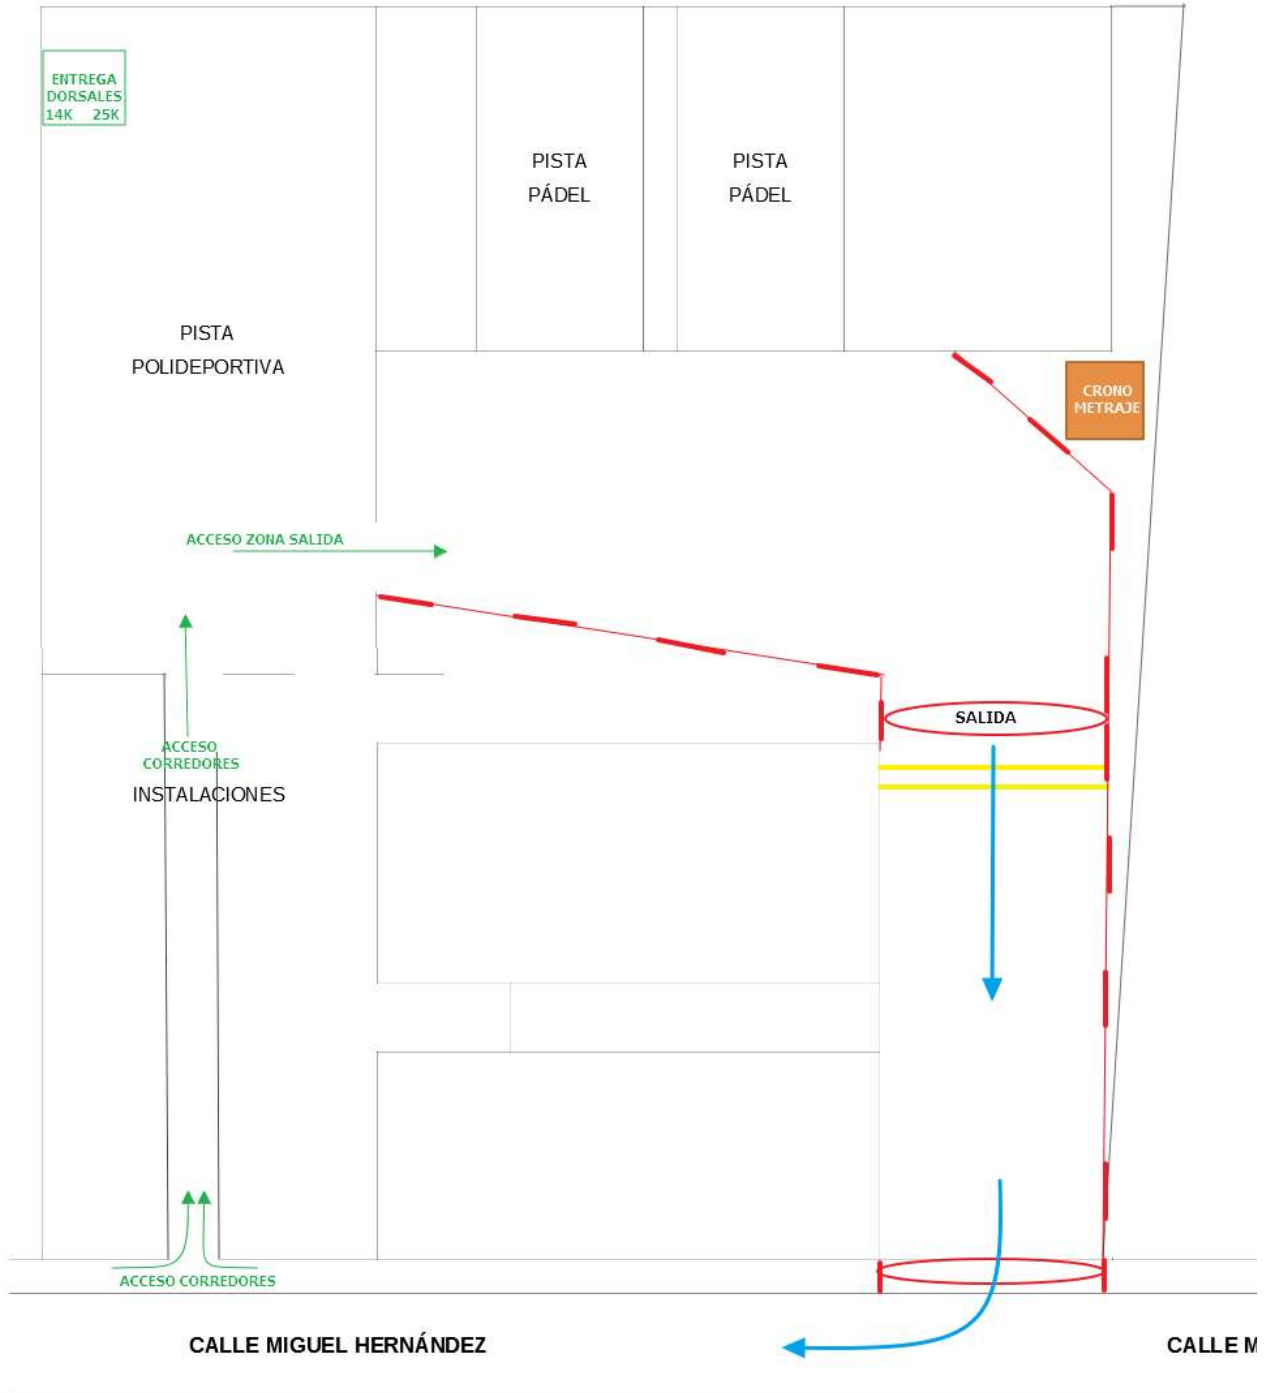 ENTREGA
DORSALES
14K 25K
PISTA
PÁDEL
PISTA
PÁDEL
PISTA
POLIDEPORTIVA
CRONO
METRAJE
ACCESO ZONA SALIDA
SALIDA
ACCESO
CORREDORES
INSTALACIONES
ACCESO CORREDORES
CALLE MIGUEL HERNÁNDEZ
CALLE M